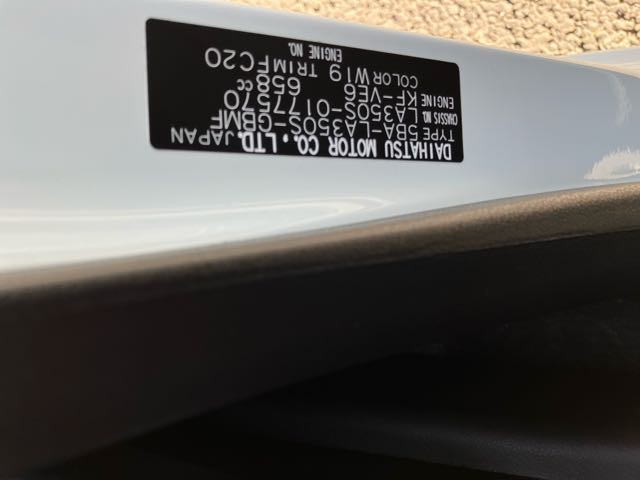 DAIHATSU MOTOR CO., LTD. JAPAN
TYPE 5BA-LA350S-GBMF
CHASSIS NO. LA350S-0177570
ENGINE KF-VE6 658cc
COLOR W19 TRIM FC20
ENGINE NO.